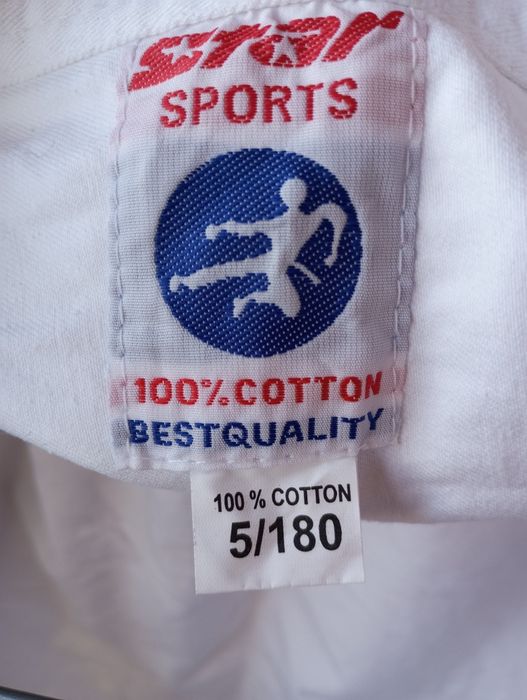 star
SPORTS
100% COTTON
BESTQUALITY
100 % COTTON
5/180